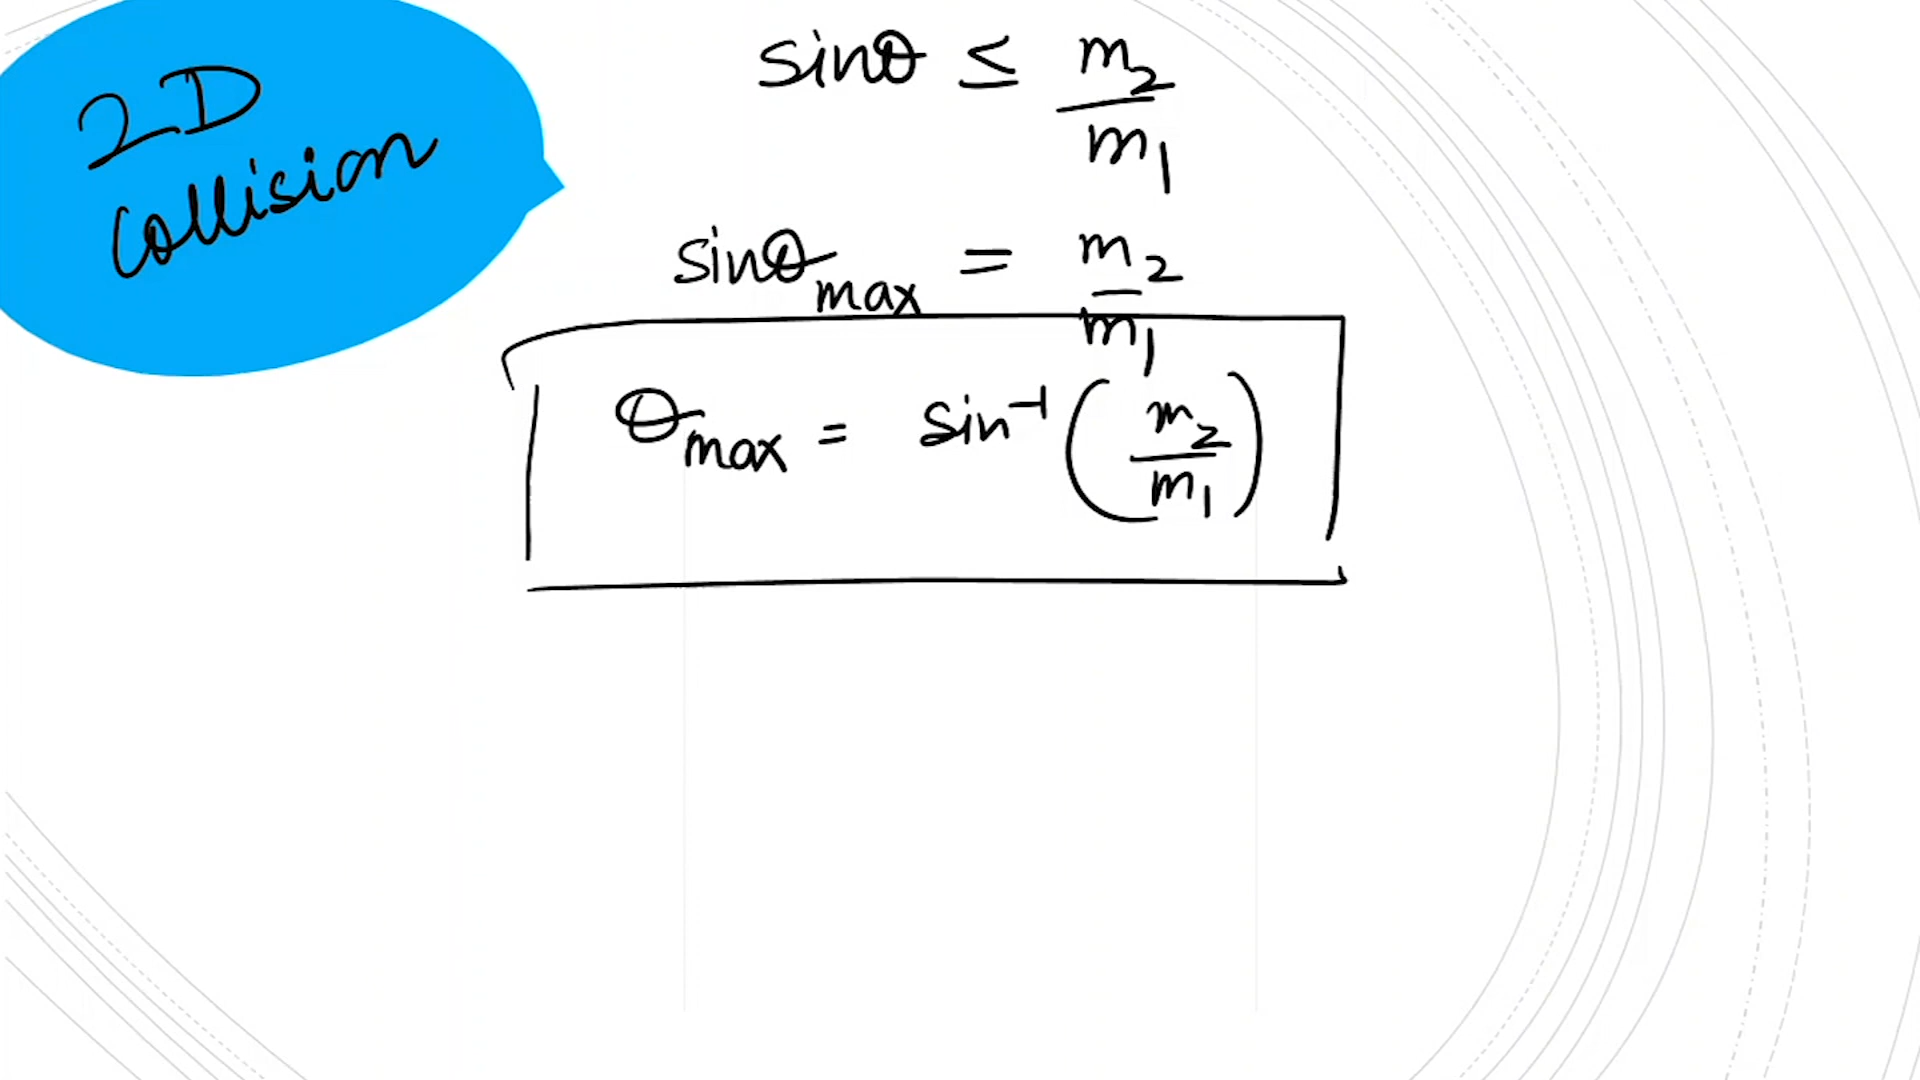 2D
Collision
sinθ ≤ m₂/m₁
sinθmax = m₂/m₁
θmax = sin⁻¹(m₂/m₁)